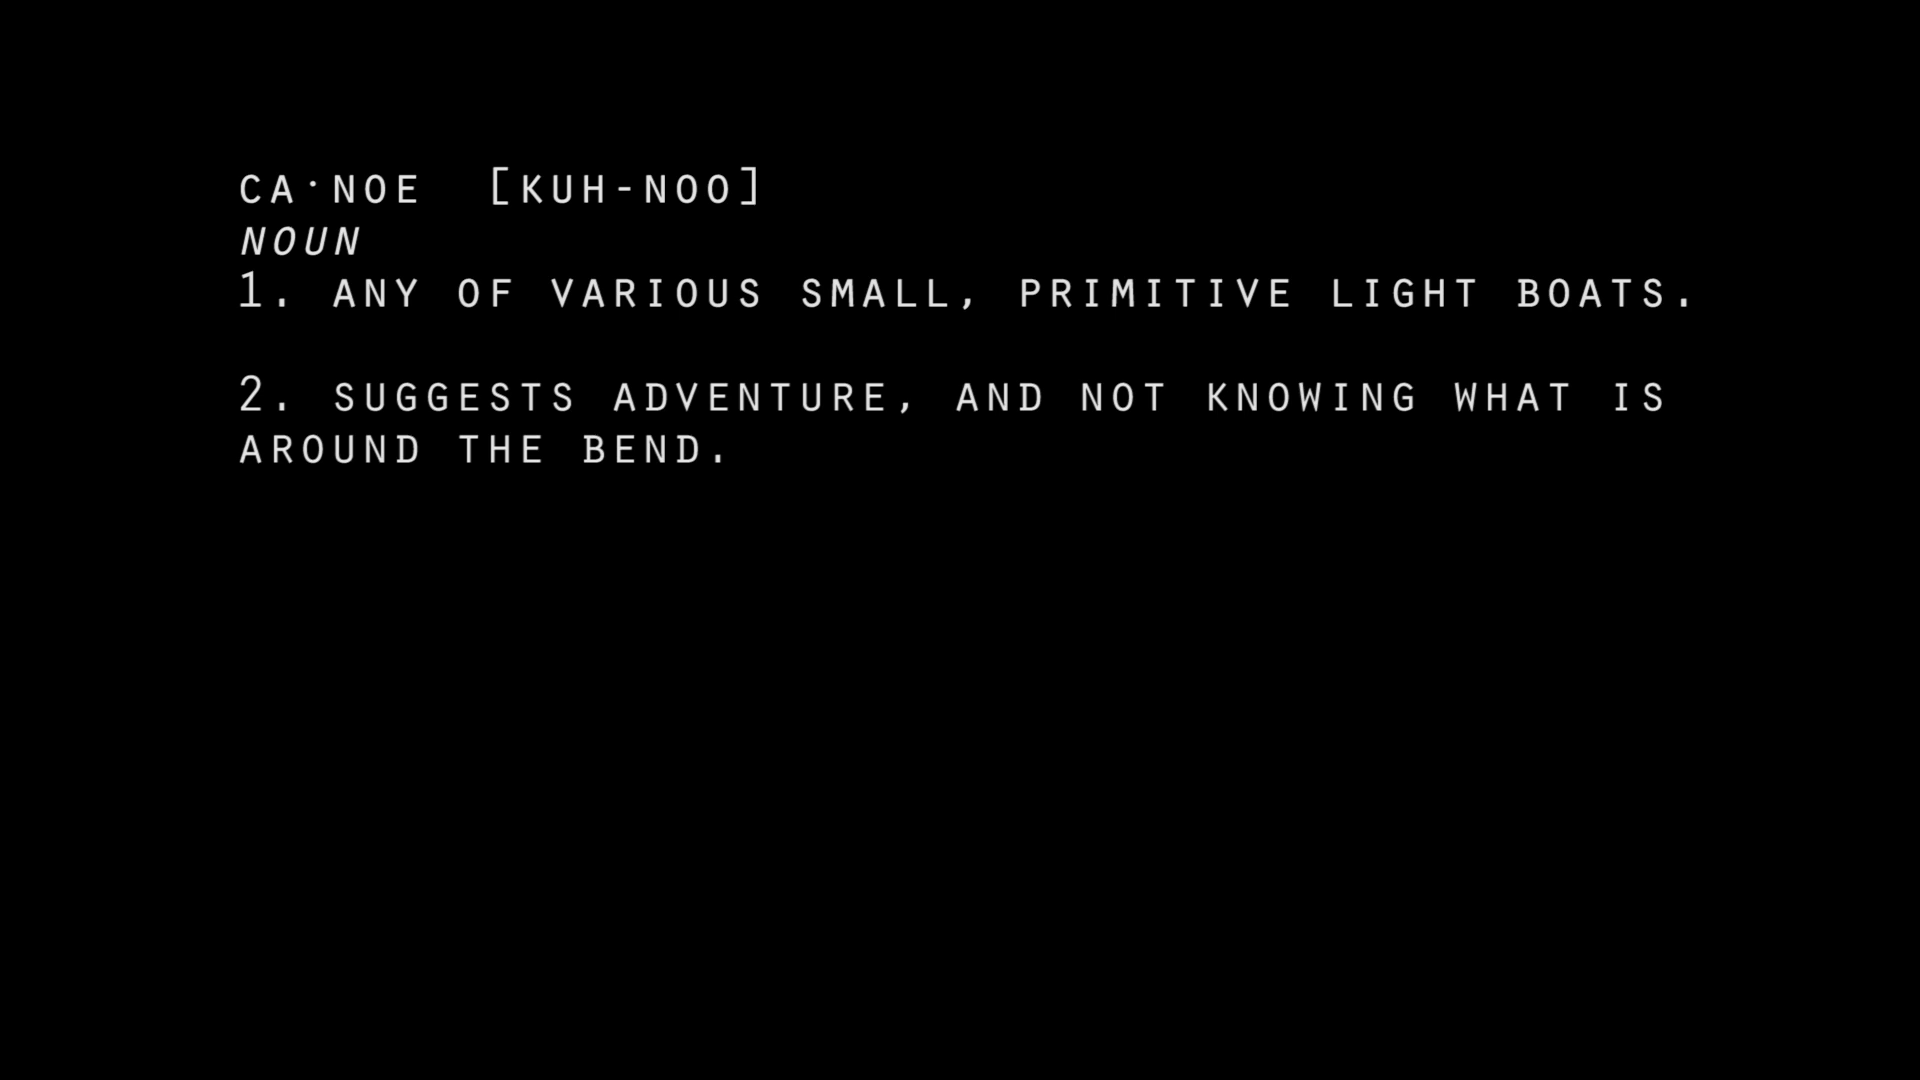 CA·NOE [KUH-NOO]
NOUN
1. ANY OF VARIOUS SMALL, PRIMITIVE LIGHT BOATS.
2. SUGGESTS ADVENTURE, AND NOT KNOWING WHAT IS
AROUND THE BEND.